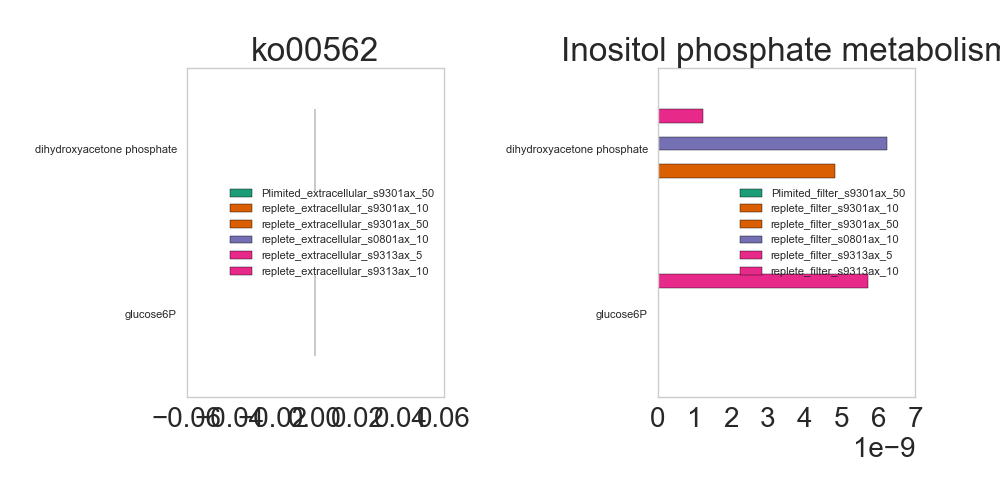 ko00562
dihydroxyacetone phosphate
glucose6P
Plimited_extracellular_s9301ax_50
replete_extracellular_s9301ax_10
replete_extracellular_s9301ax_50
replete_extracellular_s0801ax_10
replete_extracellular_s9313ax_5
replete_extracellular_s9313ax_10
−0.06 −0.04 −0.02 0.00 0.02 0.04 0.06
Inositol phosphate metabolism
dihydroxyacetone phosphate
glucose6P
Plimited_filter_s9301ax_50
replete_filter_s9301ax_10
replete_filter_s9301ax_50
replete_filter_s0801ax_10
replete_filter_s9313ax_5
replete_filter_s9313ax_10
0 1 2 3 4 5 6 7
1e−9